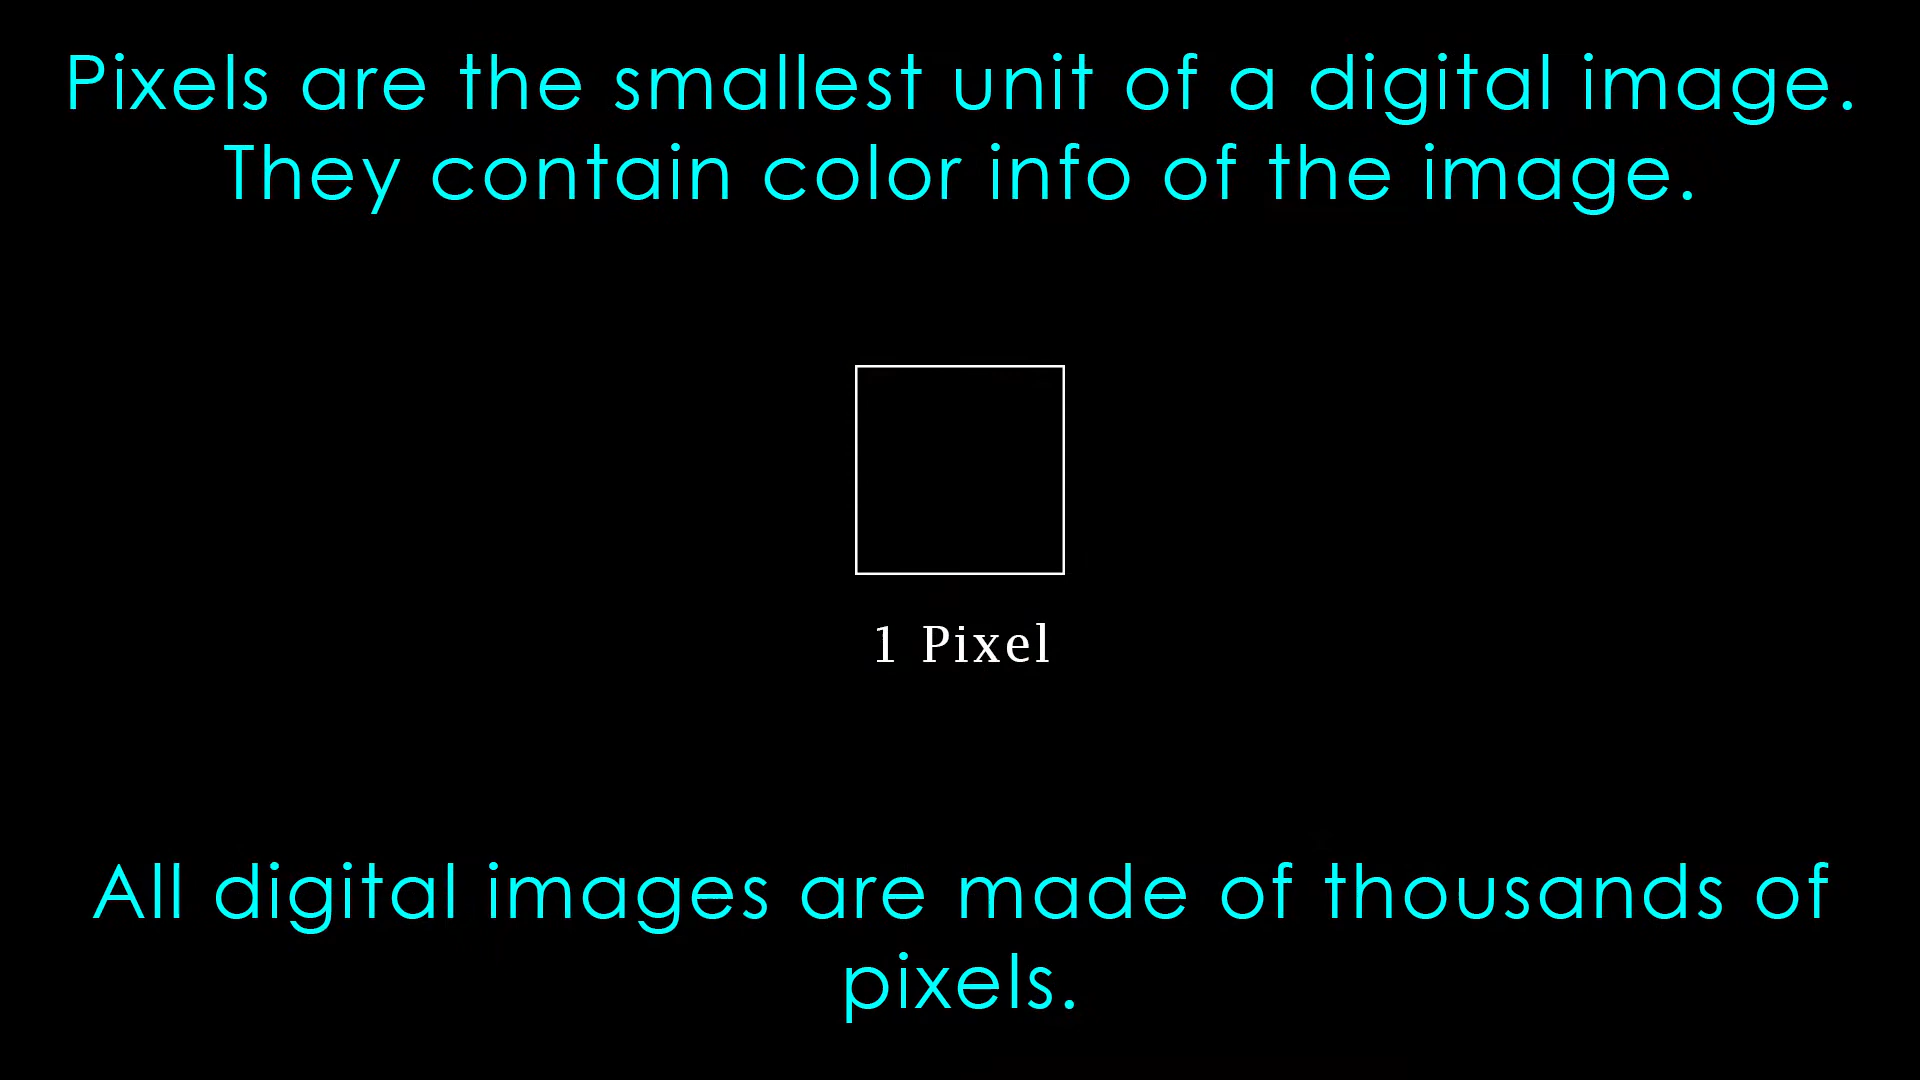 Pixels are the smallest unit of a digital image.
They contain color info of the image.
1 Pixel
All digital images are made of thousands of
pixels.